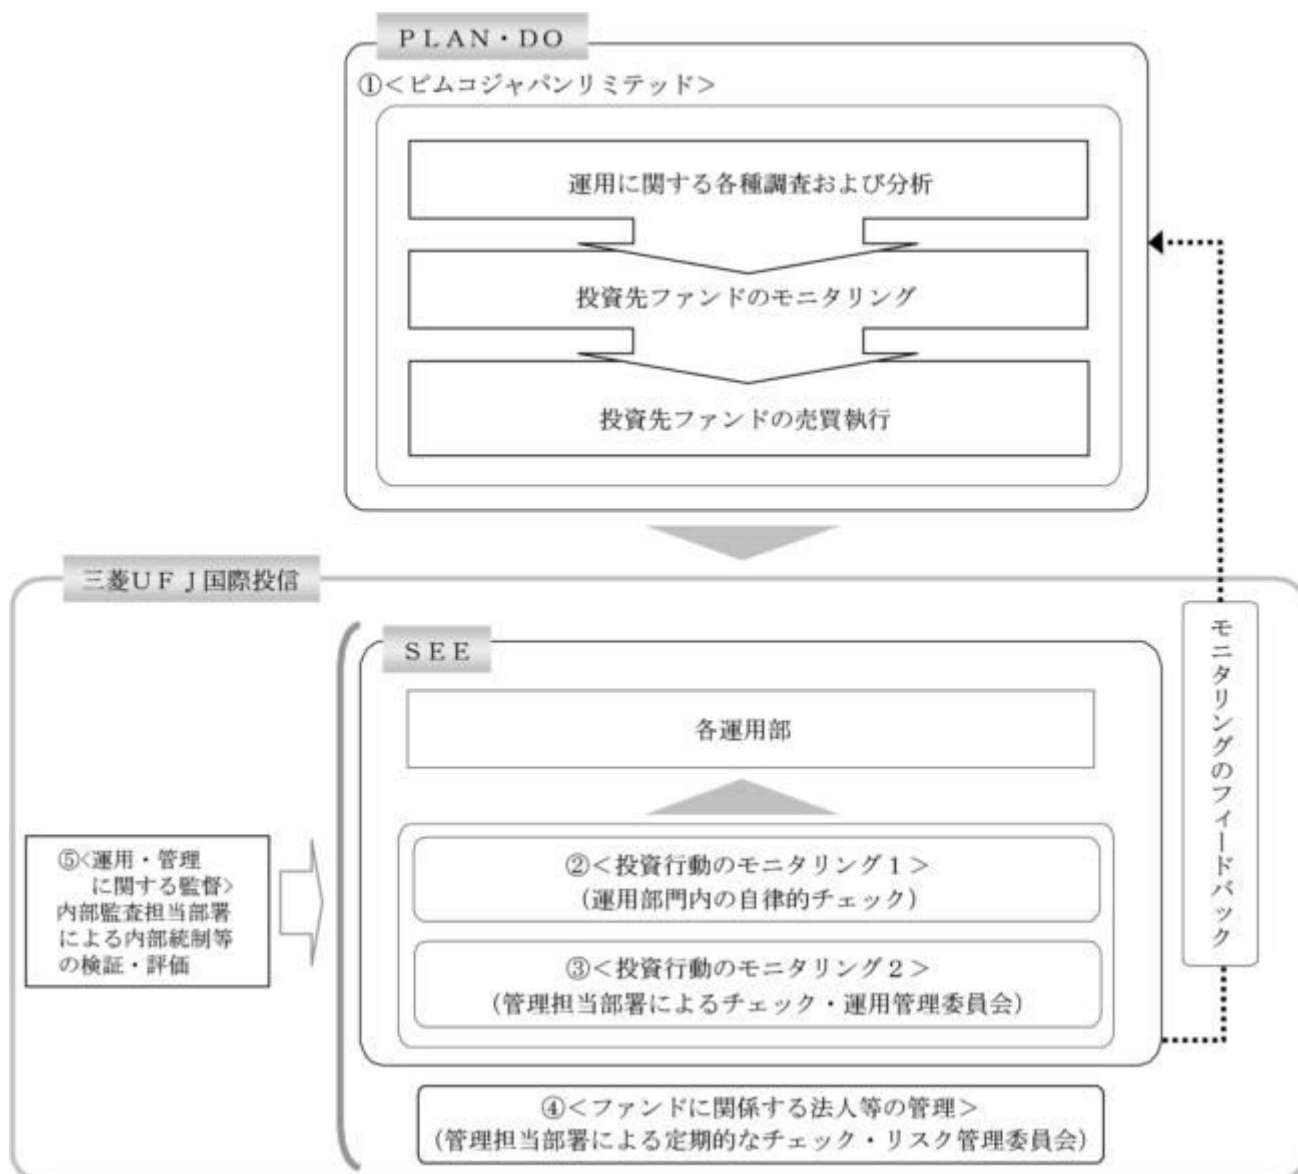 ＰＬＡＮ・ＤＯ
①＜ピムコジャパンリミテッド＞
運用に関する各種調査および分析
投資先ファンドのモニタリング
投資先ファンドの売買執行
三菱ＵＦＪ国際投信
ＳＥＥ
各運用部
②＜投資行動のモニタリング１＞
（運用部門内の自律的チェック）
③＜投資行動のモニタリング２＞
（管理担当部署によるチェック・運用管理委員会）
④＜ファンドに関係する法人等の管理＞
（管理担当部署による定期的なチェック・リスク管理委員会）
⑤＜運用・管理
に関する監督＞
内部監査担当部署
による内部統制等
の検証・評価
モニタリングのフィードバック